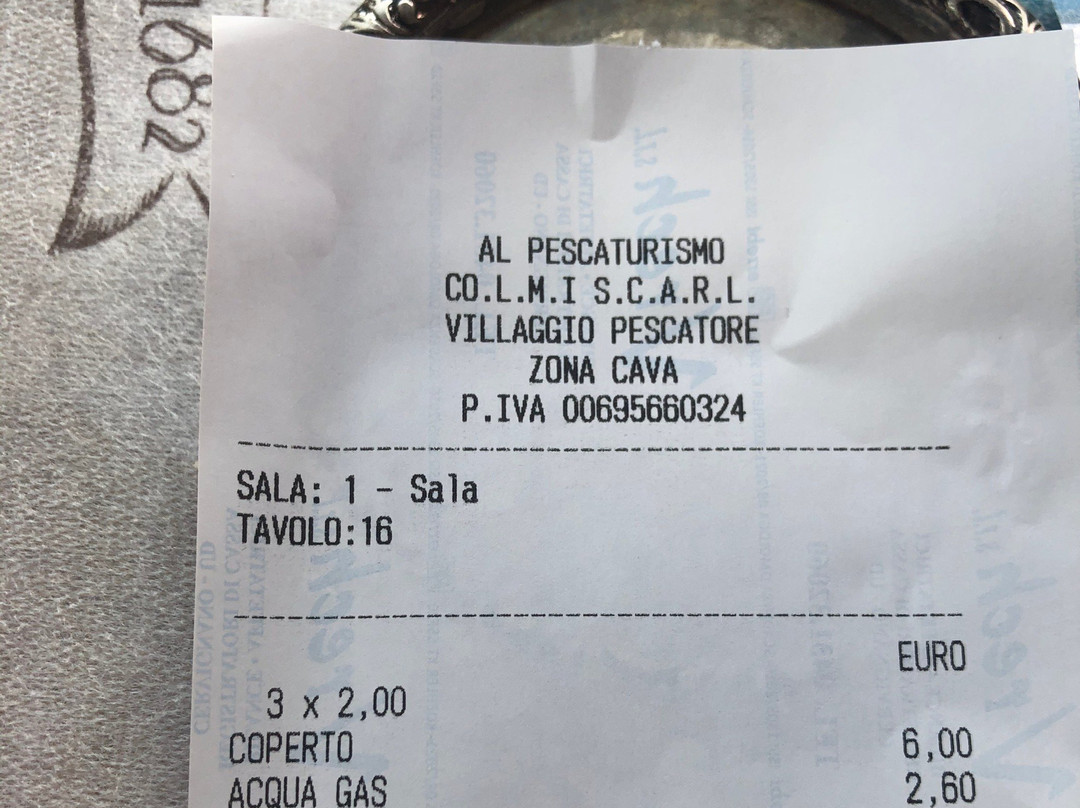 1682
AL PESCATURISMO
CO.L.M.I S.C.A.R.L.
VILLAGGIO PESCATORE
ZONA CAVA
P.IVA 00695660324
SALA: 1 - Sala
TAVOLO:16
EURO
3 x 2,00
COPERTO 6,00
ACQUA GAS 2,60